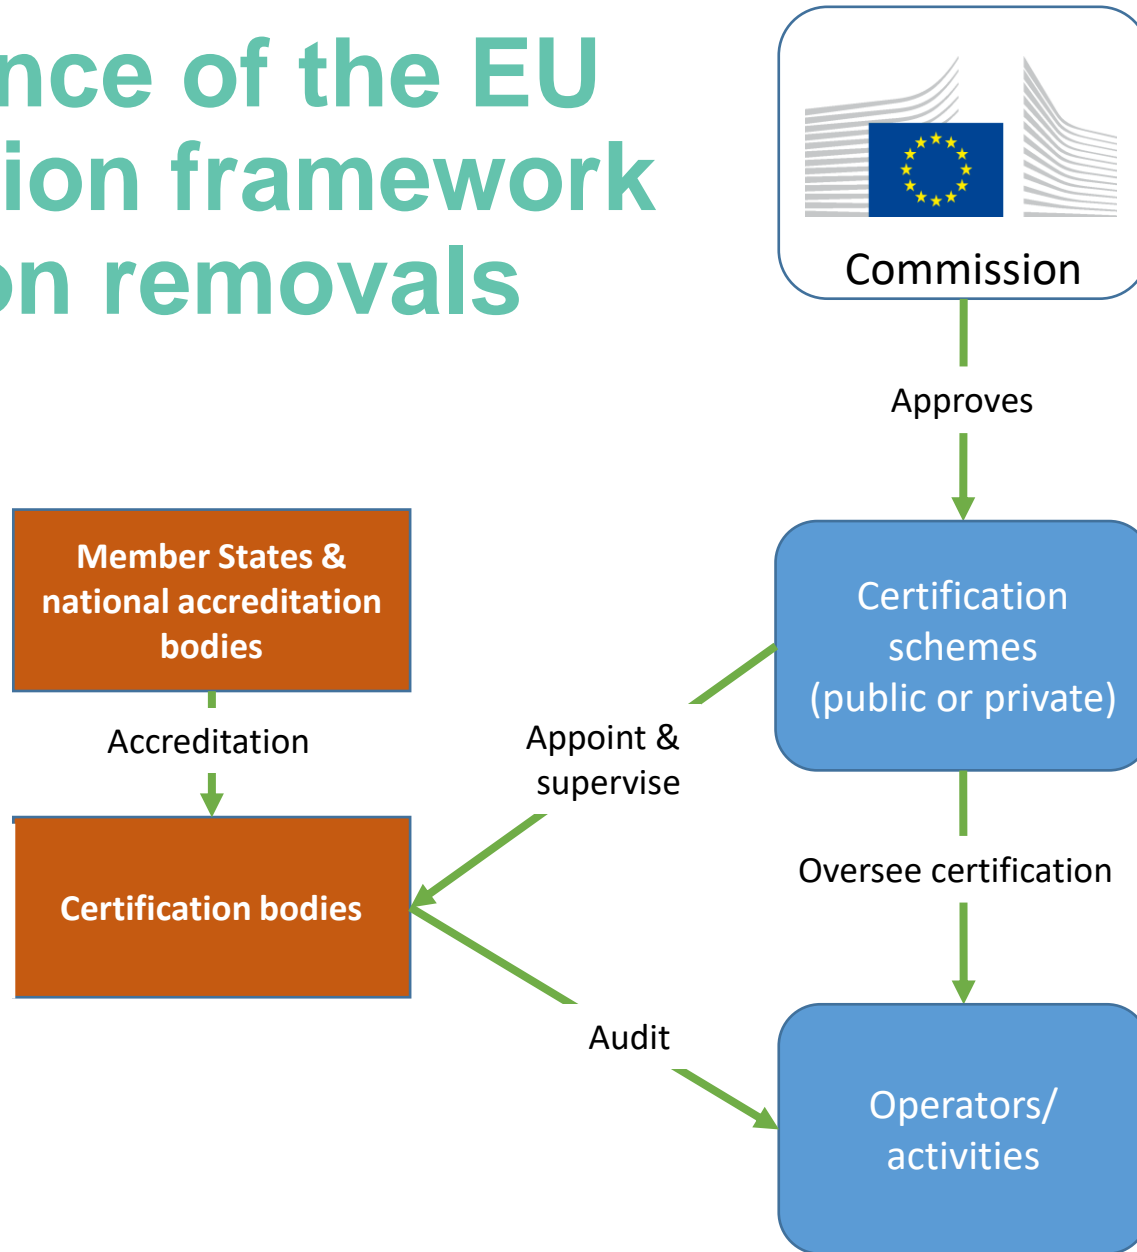 nce of the EU
ion framework
on removals
Commission
Approves
Member States &
national accreditation
bodies
Certification
schemes
(public or private)
Accreditation
Appoint &
supervise
Oversee certification
Certification bodies
Audit
Operators/
activities